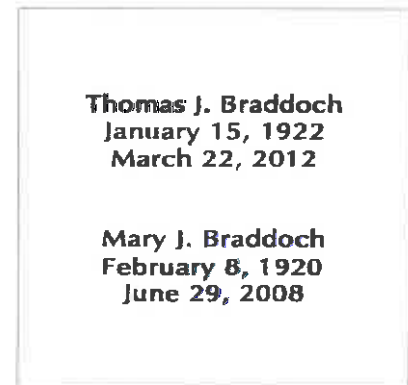 Thomas J. Braddoch
January 15, 1922
March 22, 2012
Mary J. Braddoch
February 8, 1920
June 29, 2008